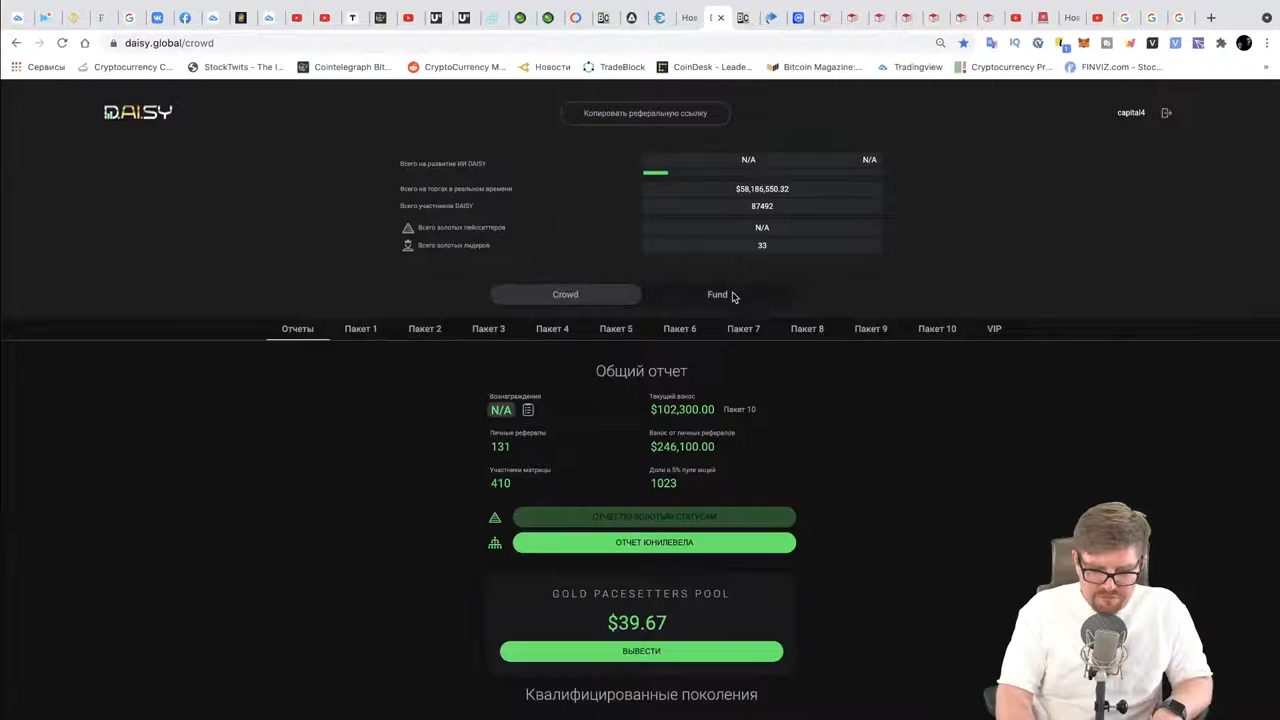 daisy.global/crowd
Сервисы
Cryptocurrency C...
StockTwits - The I...
Cointelegraph Bit...
CryptoCurrency M...
Новости
TradeBlock
CoinDesk - Leade...
Bitcoin Magazine:...
Tradingview
Cryptocurrency Pr...
FINVIZ.com - Stoc...
»
DAISY
Копировать реферальную ссылку
capital4
Всего на развитие ИИ DAISY
N/A N/A
Всего на торгах в реальном времени
$58,186,550.32
Всего участников DAISY
87492
Всего золотых пейссеттеров
N/A
Всего золотых лидеров
33
Crowd Fund
Отчеты Пакет 1 Пакет 2 Пакет 3 Пакет 4 Пакет 5 Пакет 6 Пакет 7 Пакет 8 Пакет 9 Пакет 10 VIP
Общий отчет
Вознаграждения
N/A
Текущий взнос
$102,300.00 Пакет 10
Личные рефералы
131
Взнос от личных рефералов
$246,100.00
Участники матрицы
410
Доли в 5% пуле акций
1023
ОТЧЕТ ПО ЗОЛОТЫМ СТАТУСАМ
ОТЧЕТ ЮНИЛЕВЕЛА
GOLD PACESETTERS POOL
$39.67
ВЫВЕСТИ
Квалифицированные поколения